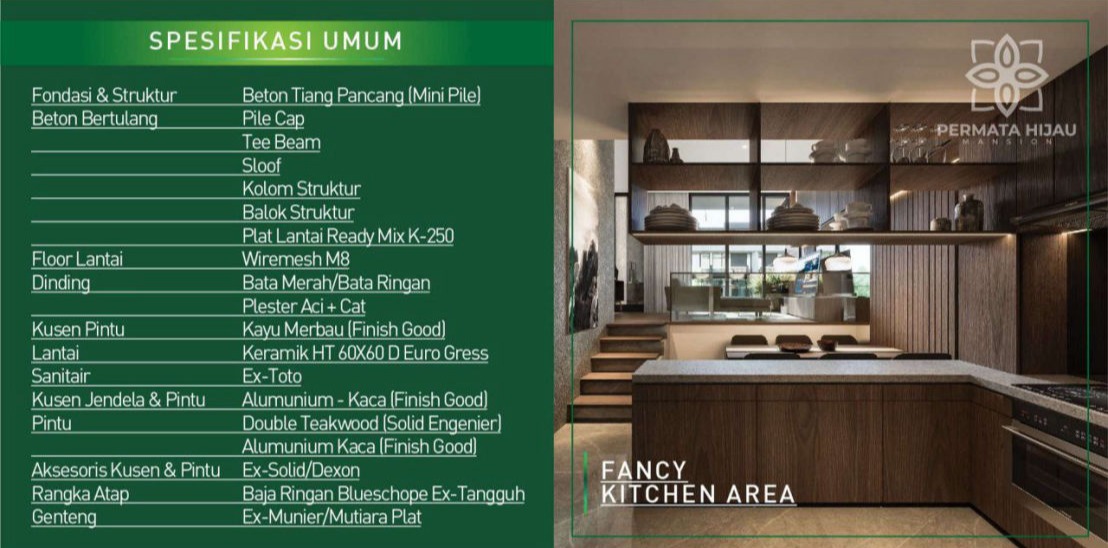 SPESIFIKASI UMUM
Fondasi & Struktur Beton Tiang Pancang (Mini Pile)
Beton Bertulang Pile Cap
Tee Beam
Sloof
Kolom Struktur
Balok Struktur
Plat Lantai Ready Mix K-250
Floor Lantai Wiremesh M8
Dinding Bata Merah/Bata Ringan
Plester Aci + Cat
Kusen Pintu Kayu Merbau (Finish Good)
Lantai Keramik HT 60X60 D Euro Gress
Sanitair Ex-Toto
Kusen Jendela & Pintu Alumunium - Kaca (Finish Good)
Pintu Double Teakwood (Solid Engenier)
Alumunium Kaca (Finish Good)
Aksesoris Kusen & Pintu Ex-Solid/Dexon
Rangka Atap Baja Ringan Blueschope Ex-Tangguh
Genteng Ex-Munier/Mutiara Plat
PERMATA HIJAU
MANSION
FANCY
KITCHEN AREA